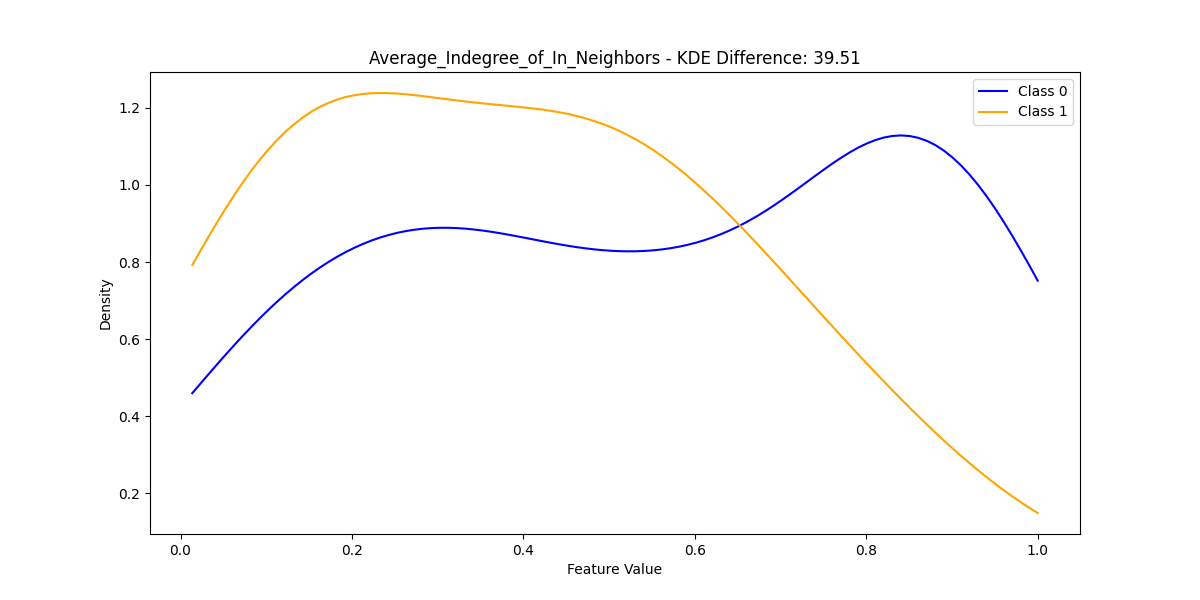 Average_Indegree_of_In_Neighbors - KDE Difference: 39.51
Class 0
Class 1
Density
1.2
1.0
0.8
0.6
0.4
0.2
0.0
0.2
0.4
0.6
0.8
1.0
Feature Value